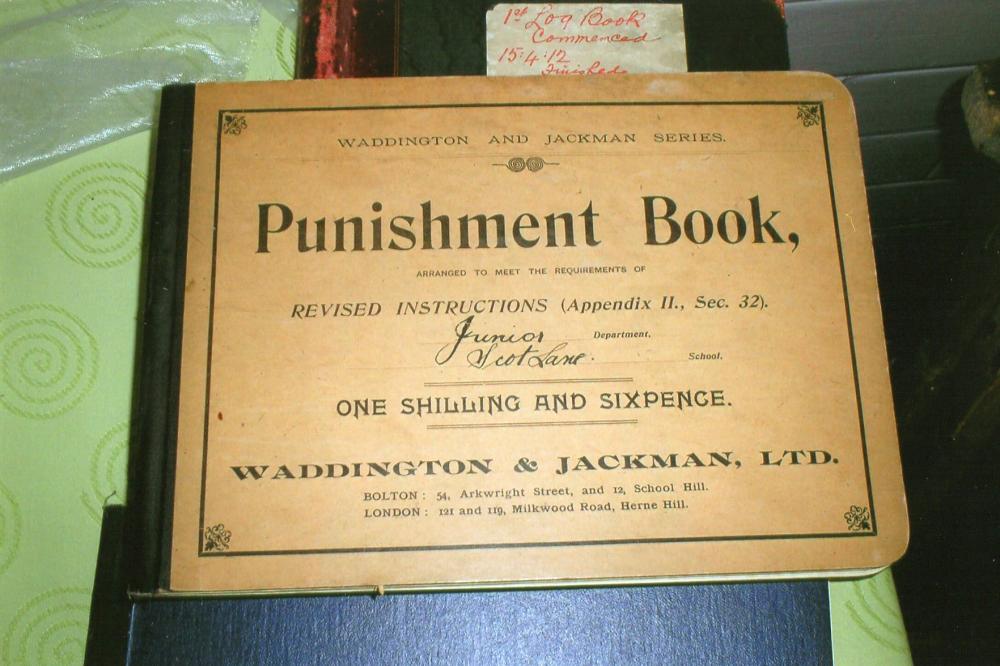 1st Log Book
Commenced
15.4.12
Finished
WADDINGTON AND JACKMAN SERIES.
Punishment Book,
ARRANGED TO MEET THE REQUIREMENTS OF
REVISED INSTRUCTIONS (Appendix II., Sec. 32).
Junior Department.
Scot Lane. School.
ONE SHILLING AND SIXPENCE.
WADDINGTON & JACKMAN, LTD.
BOLTON: 54, Arkwright Street, and 12, School Hill.
LONDON: 121 and 119, Milkwood Road, Herne Hill.